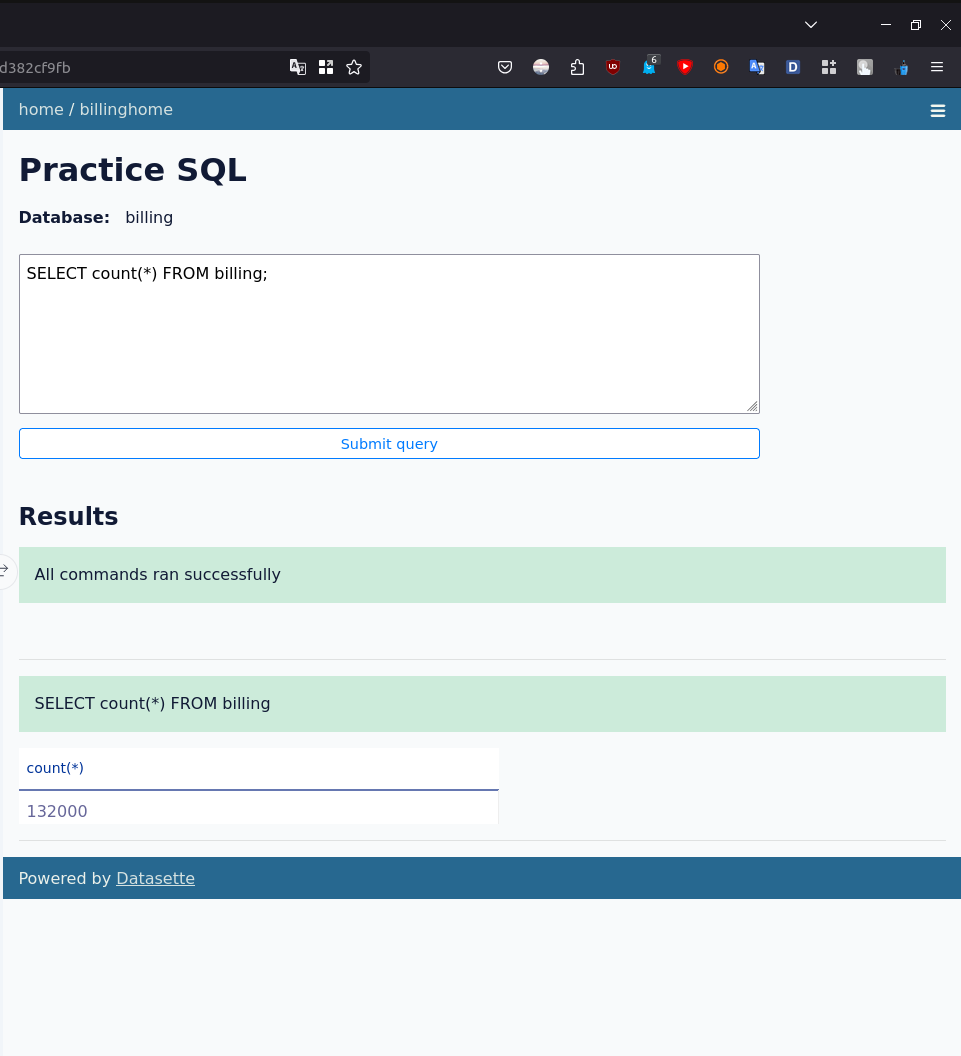 d382cf9fb
6
home / billinghome
Practice SQL
Database: billing
SELECT count(*) FROM billing;
Submit query
Results
All commands ran successfully
SELECT count(*) FROM billing
count(*)
132000
Powered by Datasette